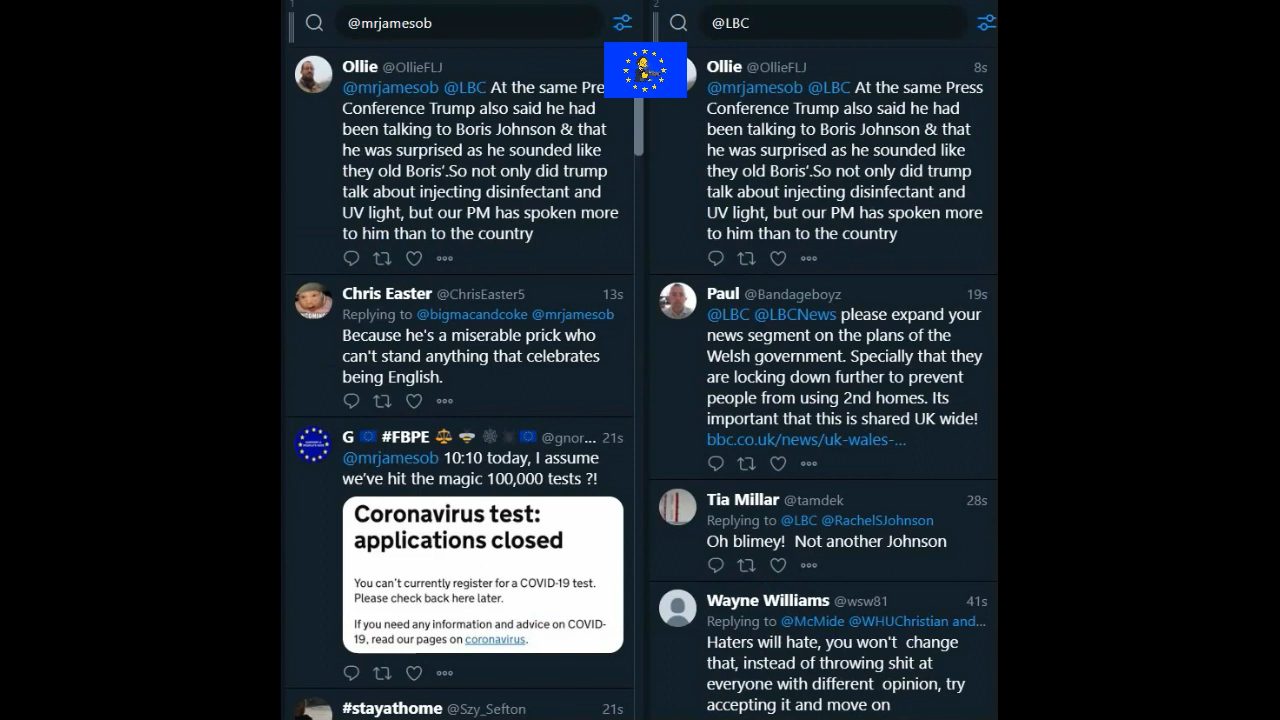 1
@mrjamesob
Ollie @OllieFLJ
@mrjamesob @LBC At the same Pre
Conference Trump also said he had
been talking to Boris Johnson & that
he was surprised as he sounded like
they old Boris'.So not only did trump
talk about injecting disinfectant and
UV light, but our PM has spoken more
to him than to the country
Chris Easter @ChrisEaster5 13s
Replying to @bigmacandcoke @mrjamesob
Because he's a miserable prick who
can't stand anything that celebrates
being English.
G #FBPE @gnor... 21s
@mrjamesob 10:10 today, I assume
we've hit the magic 100,000 tests ?!
Coronavirus test:
applications closed
You can't currently register for a COVID-19 test.
Please check back here later.
If you need any information and advice on COVID-
19, read our pages on coronavirus.
#stayathome @Szy_Sefton 21s
2
@LBC
Ollie @OllieFLJ 8s
@mrjamesob @LBC At the same Press
Conference Trump also said he had
been talking to Boris Johnson & that
he was surprised as he sounded like
they old Boris'.So not only did trump
talk about injecting disinfectant and
UV light, but our PM has spoken more
to him than to the country
Paul @Bandageboyz 19s
@LBC @LBCNews please expand your
news segment on the plans of the
Welsh government. Specially that they
are locking down further to prevent
people from using 2nd homes. Its
important that this is shared UK wide!
bbc.co.uk/news/uk-wales-...
Tia Millar @tamdek 28s
Replying to @LBC @RachelSJohnson
Oh blimey! Not another Johnson
Wayne Williams @wsw81 41s
Replying to @McMide @WHUChristian and...
Haters will hate, you won't change
that, instead of throwing shit at
everyone with different opinion, try
accepting it and move on